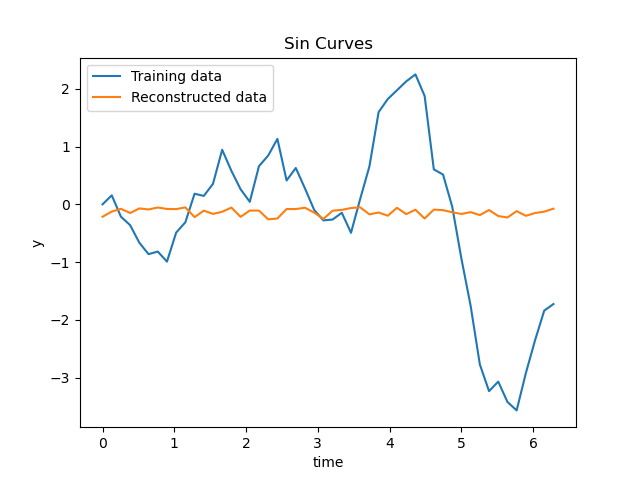 Sin Curves
Training data
Reconstructed data
2
1
0
−1
−2
−3
y
0 1 2 3 4 5 6
time